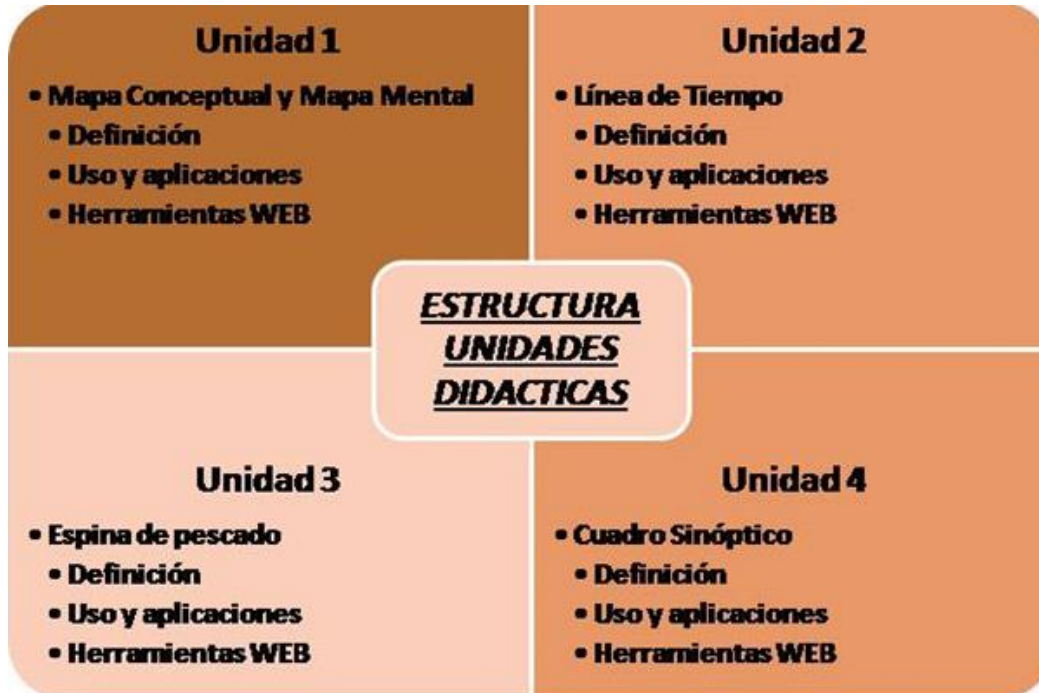 Unidad 1
• Mapa Conceptual y Mapa Mental
• Definición
• Uso y aplicaciones
• Herramientas WEB
Unidad 2
• Línea de Tiempo
• Definición
• Uso y aplicaciones
• Herramientas WEB
ESTRUCTURA
UNIDADES
DIDACTICAS
Unidad 3
• Espina de pescado
• Definición
• Uso y aplicaciones
• Herramientas WEB
Unidad 4
• Cuadro Sinóptico
• Definición
• Uso y aplicaciones
• Herramientas WEB